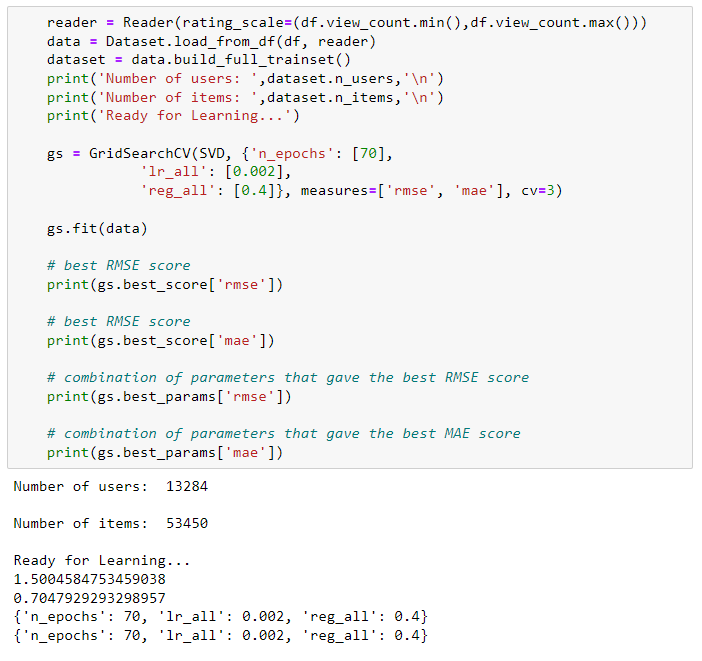 reader = Reader(rating_scale=(df.view_count.min(),df.view_count.max()))
data = Dataset.load_from_df(df, reader)
dataset = data.build_full_trainset()
print('Number of users: ',dataset.n_users,'\n')
print('Number of items: ',dataset.n_items,'\n')
print('Ready for Learning...')
gs = GridSearchCV(SVD, {'n_epochs': [70],
'lr_all': [0.002],
'reg_all': [0.4]}, measures=['rmse', 'mae'], cv=3)
gs.fit(data)
# best RMSE score
print(gs.best_score['rmse'])
# best RMSE score
print(gs.best_score['mae'])
# combination of parameters that gave the best RMSE score
print(gs.best_params['rmse'])
# combination of parameters that gave the best MAE score
print(gs.best_params['mae'])
Number of users:  13284
Number of items:  53450
Ready for Learning...
1.5004584753459038
0.7047929293298957
{'n_epochs': 70, 'lr_all': 0.002, 'reg_all': 0.4}
{'n_epochs': 70, 'lr_all': 0.002, 'reg_all': 0.4}